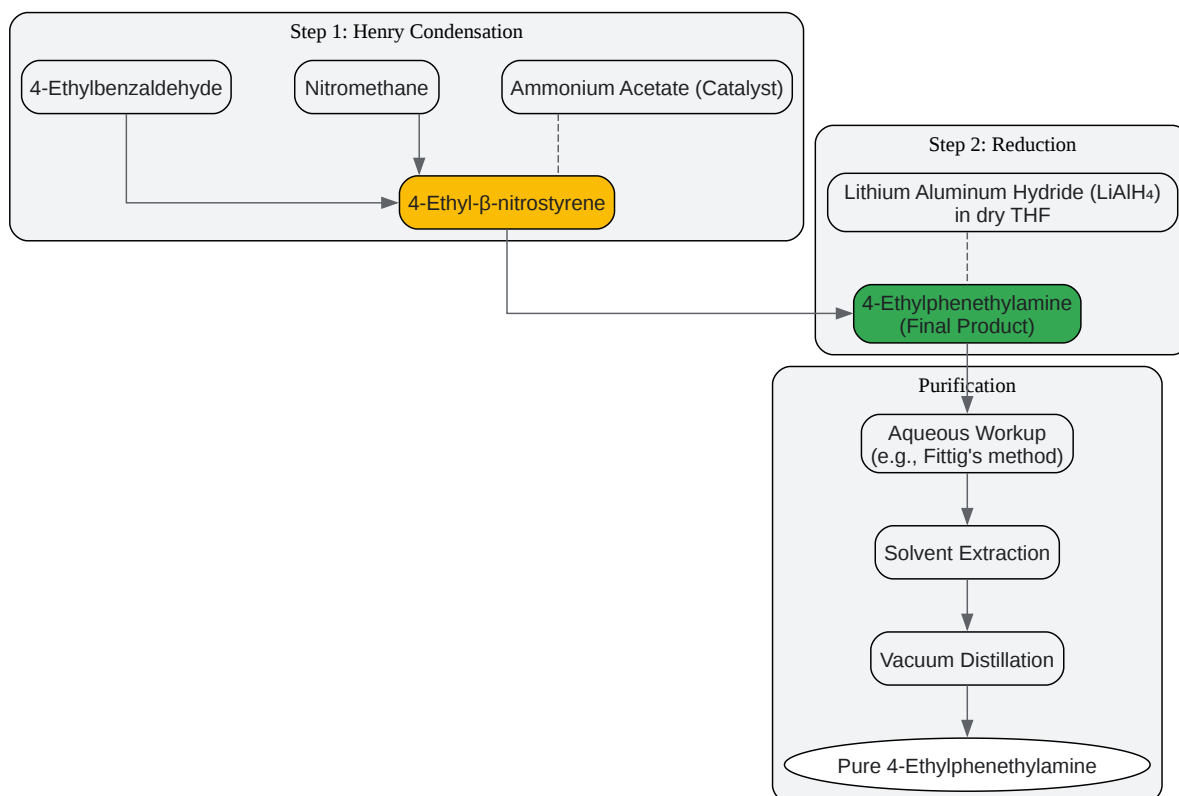 Step 1: Henry Condensation
4-Ethylbenzaldehyde
Nitromethane
Ammonium Acetate (Catalyst)
4-Ethyl-β-nitrostyrene
Step 2: Reduction
Lithium Aluminum Hydride (LiAlH₄)
in dry THF
4-Ethylphenethylamine
(Final Product)
Purification
Aqueous Workup
(e.g., Fittig's method)
Solvent Extraction
Vacuum Distillation
Pure 4-Ethylphenethylamine